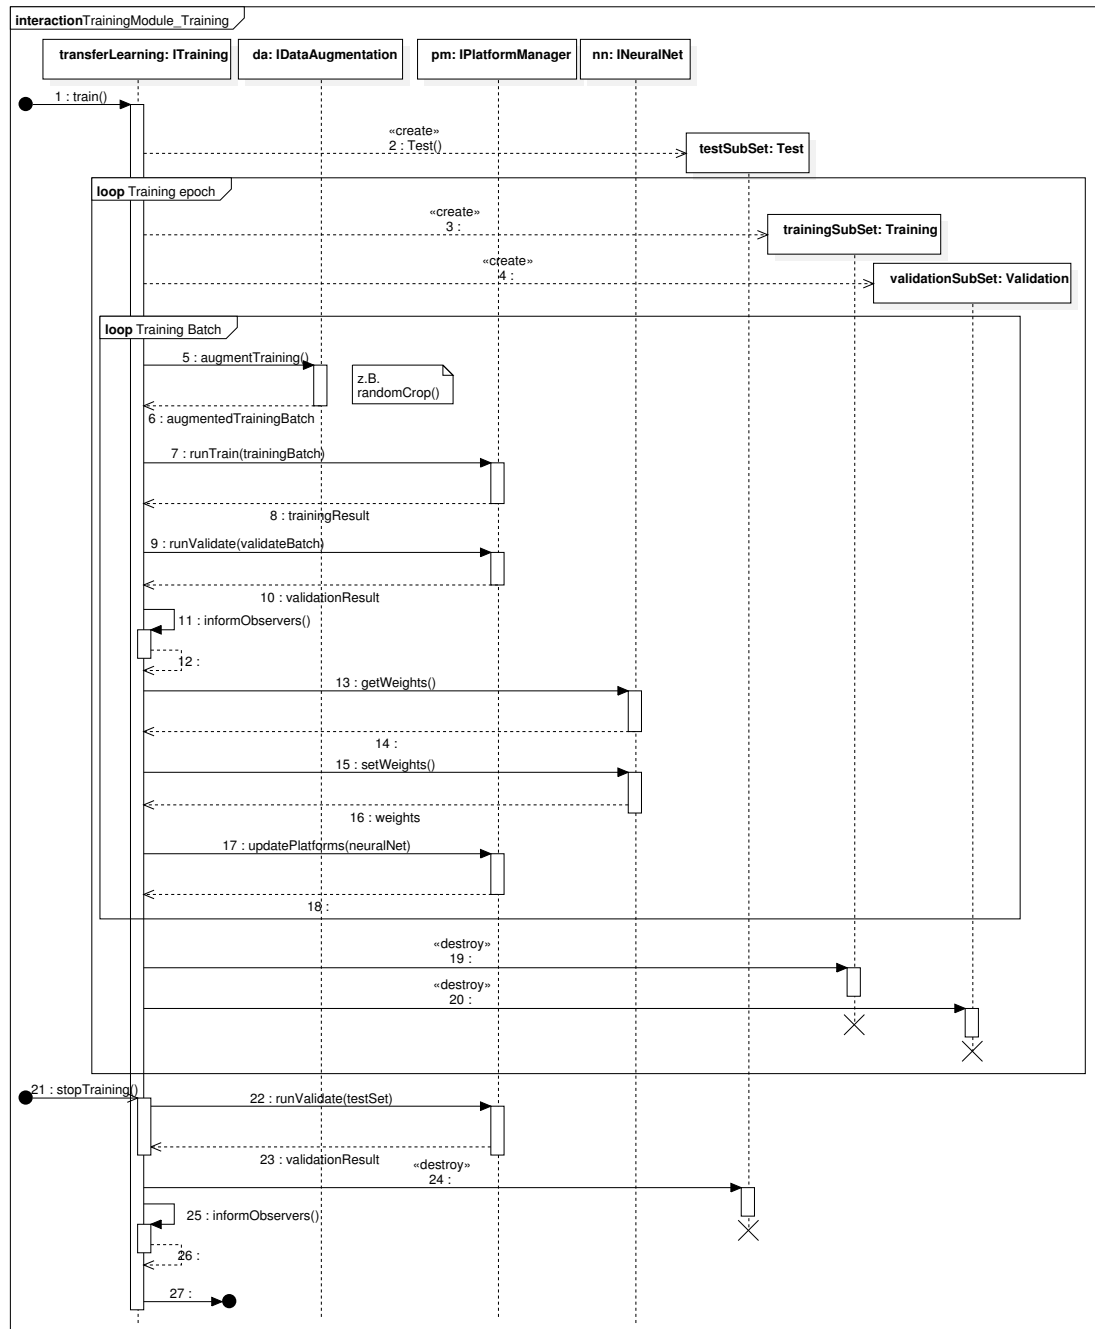 interactionTrainingModule_Training
transferLearning: ITraining
da: IDataAugmentation
pm: IPlatformManager
nn: INeuralNet
1 : train()
«create»
2 : Test()
testSubSet: Test
loop Training epoch
«create»
3 :
trainingSubSet: Training
«create»
4 :
validationSubSet: Validation
loop Training Batch
5 : augmentTraining()
z.B.
randomCrop()
6 : augmentedTrainingBatch
7 : runTrain(trainingBatch)
8 : trainingResult
9 : runValidate(validateBatch)
10 : validationResult
11 : informObservers()
12 :
13 : getWeights()
14 :
15 : setWeights()
16 : weights
17 : updatePlatforms(neuralNet)
18 :
«destroy»
19 :
«destroy»
20 :
21 : stopTraining()
22 : runValidate(testSet)
23 : validationResult
«destroy»
24 :
25 : informObservers()
26 :
27 :